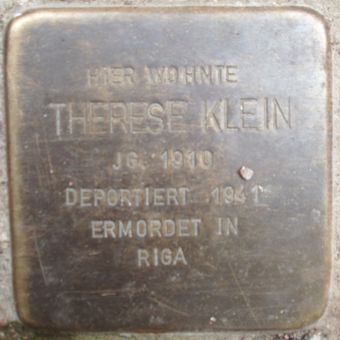 HIER WOHNTE
THERESE KLEIN
JG. 1910
DEPORTIERT 1941
ERMORDET IN
RIGA